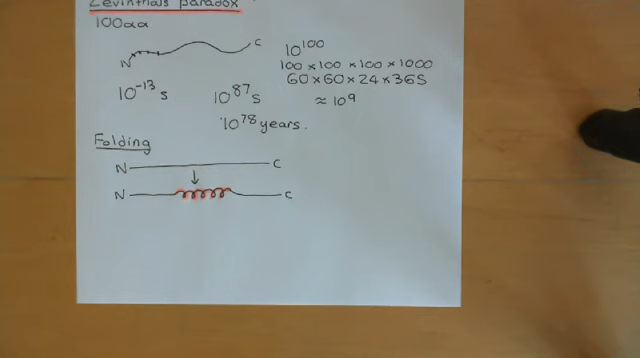 Levinthals paradox
100aa
N C
10^100
100 × 100 × 100 × 1000
60 × 60 × 24 × 365
10^-13 s 10^87 s ≈ 10^9
10^78 years.
Folding
N C
↓
N C